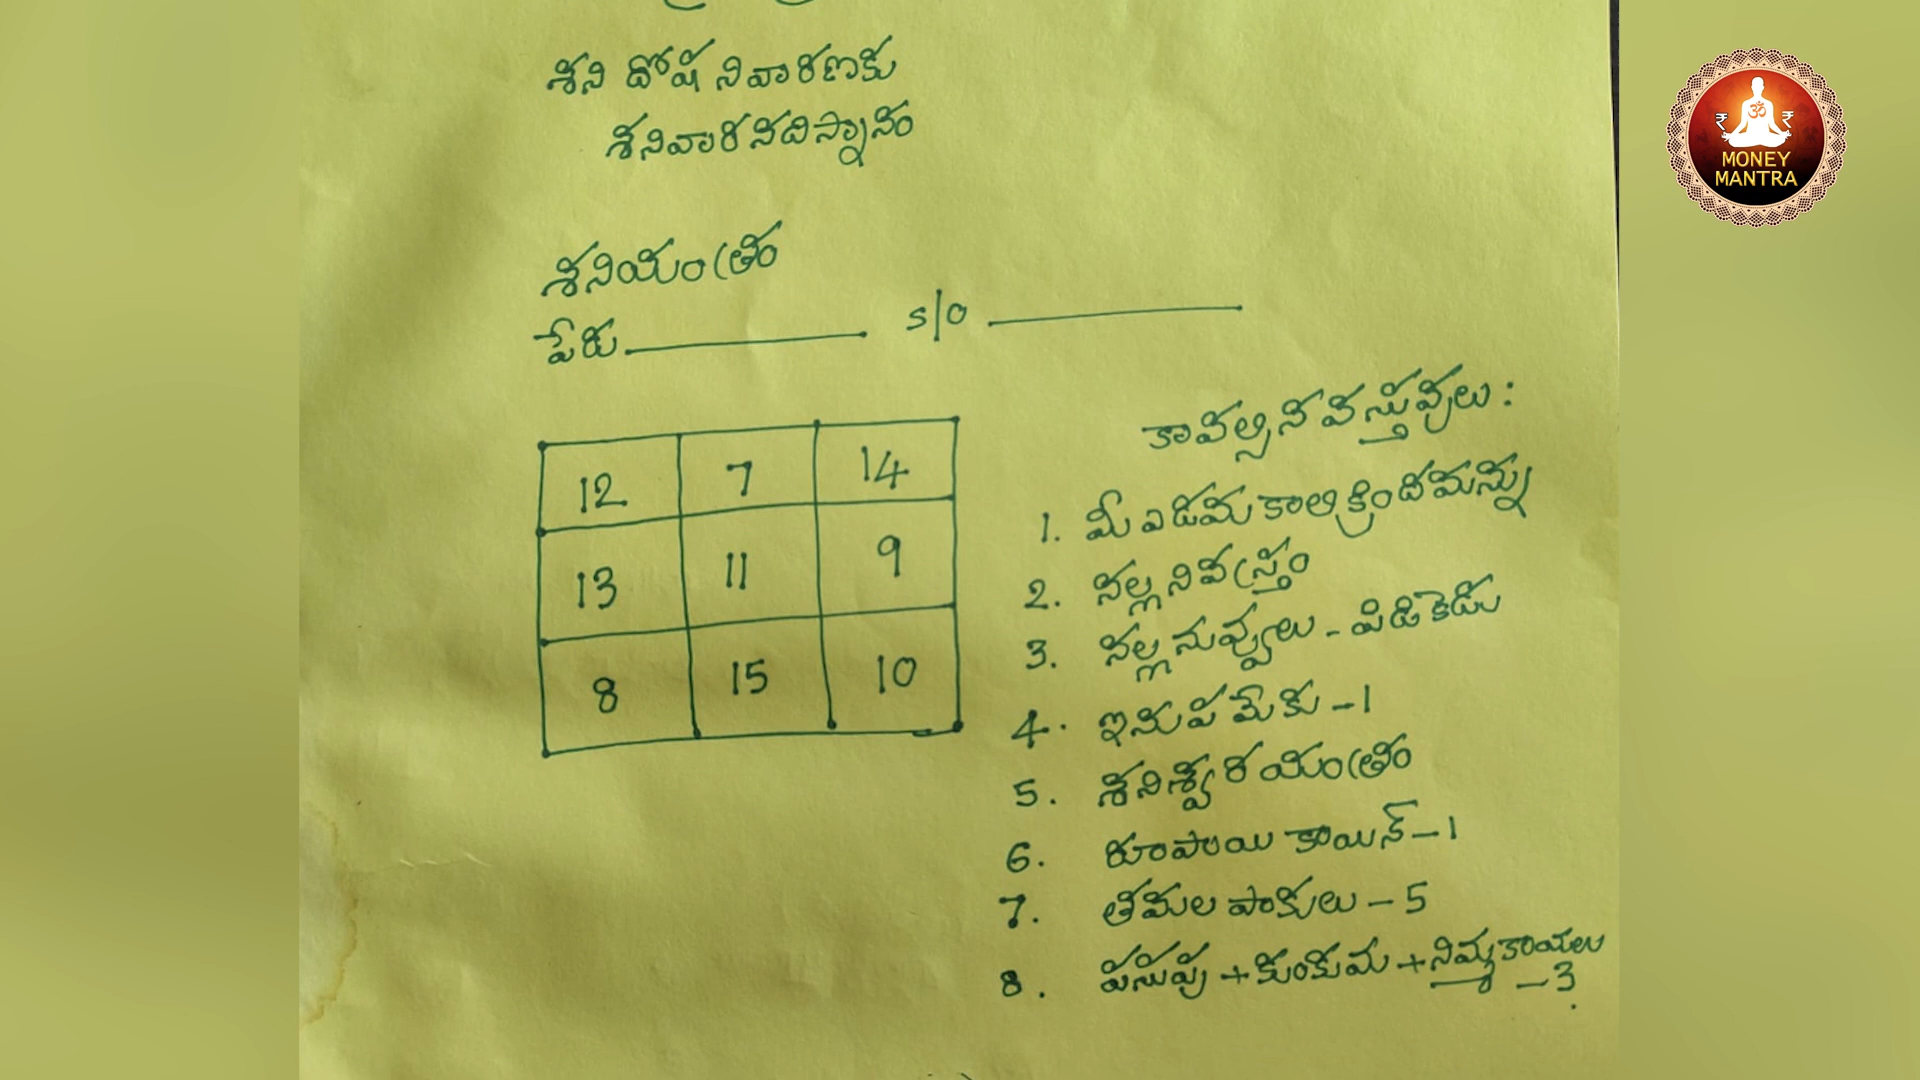 శని దోష నివారణకు
శనివార నదిస్నానం
శనియంత్రం
పేరు s/o
12 7 14
13 11 9
8 15 10
కావల్సిన వస్తువులు :
1. మీ ఎడమ కాలి క్రింద మన్ను
2. నల్లని వస్త్రం
3. నల్ల నువ్వులు - పిడికెడు
4. ఇనుప మేకు - 1
5. శనిశ్వర యంత్రం
6. రూపాయి కాయిన్ - 1
7. తమల పాకులు - 5
8. పసుపు + కుంకుమ + నిమ్మకాయలు
- 3
₹ ॐ ₹
MONEY
MANTRA